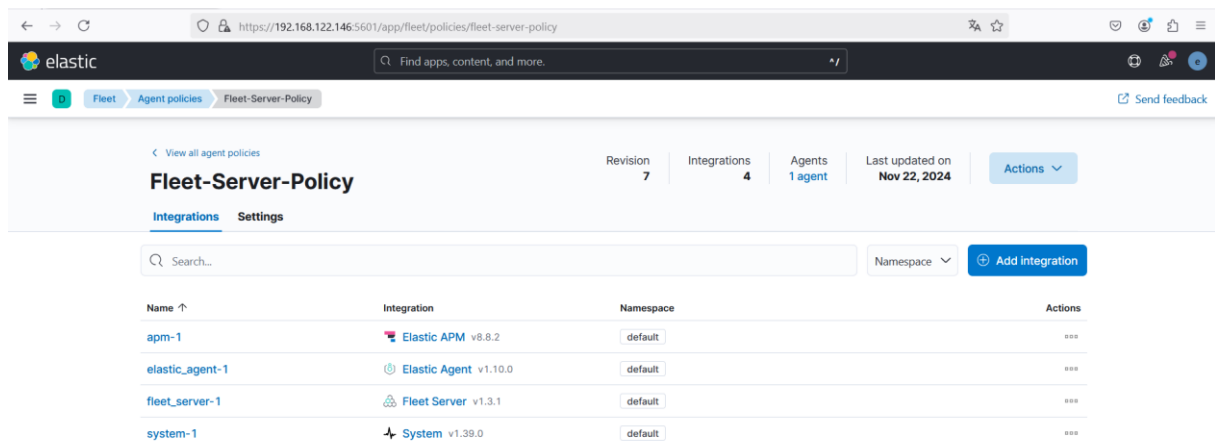 https://192.168.122.146:5601/app/fleet/policies/fleet-server-policy
elastic
Find apps, content, and more.
^/
e
D
Fleet
Agent policies
Fleet-Server-Policy
Send feedback
< View all agent policies
Fleet-Server-Policy
Revision
7
Integrations
4
Agents
1 agent
Last updated on
Nov 22, 2024
Actions
Integrations Settings
Search...
Namespace
Add integration
Name ↑ Integration Namespace Actions
apm-1 Elastic APM v8.8.2 default
elastic_agent-1 Elastic Agent v1.10.0 default
fleet_server-1 Fleet Server v1.3.1 default
system-1 System v1.39.0 default